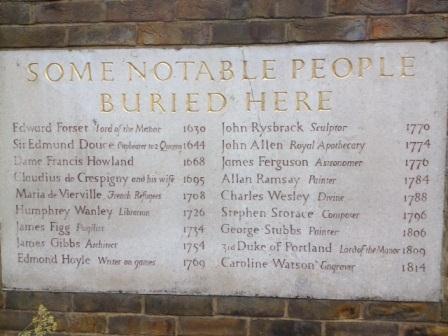 SOME NOTABLE PEOPLE
BURIED HERE
Edward Forset Lord of the Manor 1630
Sir Edmund Douce Cupbearer to 2 Queens 1644
Dame Francis Howland 1668
Claudius de Crespigny and his wife 1695
Maria de Vierville French Refugees 1708
Humphrey Wanley Librarian 1726
James Figg Pugilist 1734
James Gibbs Architect 1754
Edmond Hoyle Writer on games 1769
John Rysbrack Sculptor 1770
John Allen Royal Apothecary 1774
James Ferguson Astronomer 1776
Allan Ramsay Painter 1784
Charles Wesley Divine 1788
Stephen Storace Composer 1796
George Stubbs Painter 1806
3rd Duke of Portland Lord of the Manor 1809
Caroline Watson Engraver 1814